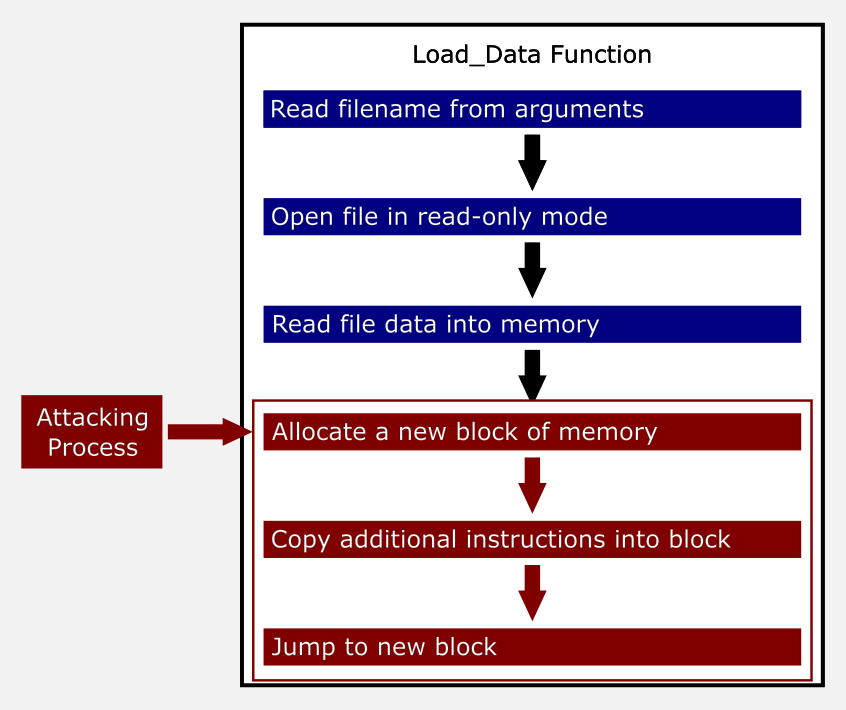 Load_Data Function
Read filename from arguments
Open file in read-only mode
Read file data into memory
Attacking
Process
Allocate a new block of memory
Copy additional instructions into block
Jump to new block